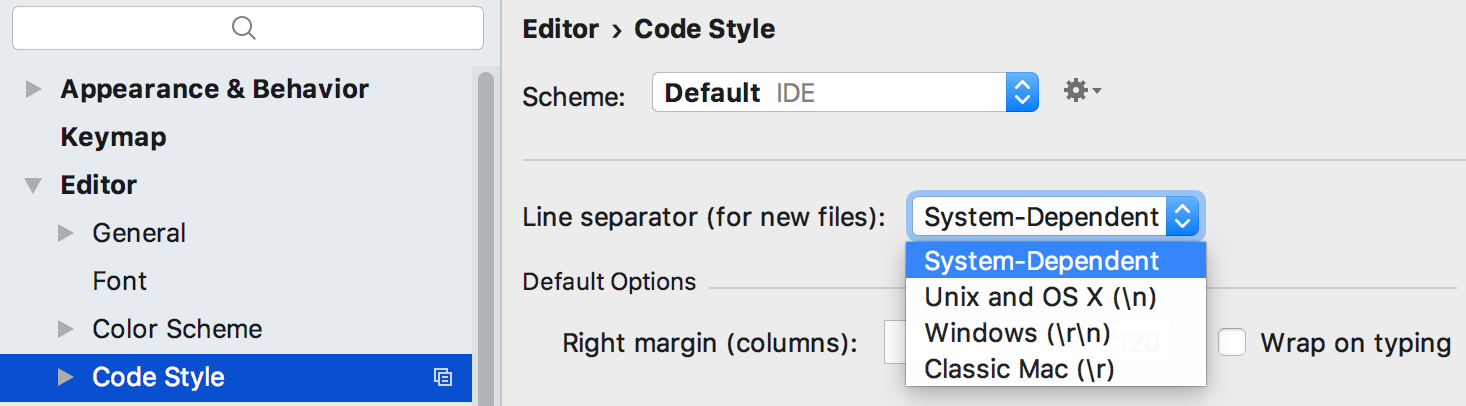 Appearance & Behavior
Keymap
Editor
General
Font
Color Scheme
Code Style
Editor › Code Style
Scheme: Default IDE
Line separator (for new files): System-Dependent
System-Dependent
Unix and OS X (\n)
Windows (\r\n)
Classic Mac (\r)
Default Options
Right margin (columns): 120 Wrap on typing